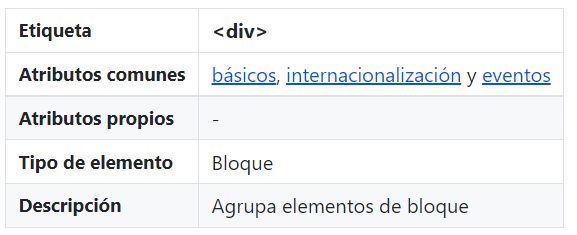 Etiqueta <div>
Atributos comunes básicos, internacionalización y eventos
Atributos propios -
Tipo de elemento Bloque
Descripción Agrupa elementos de bloque